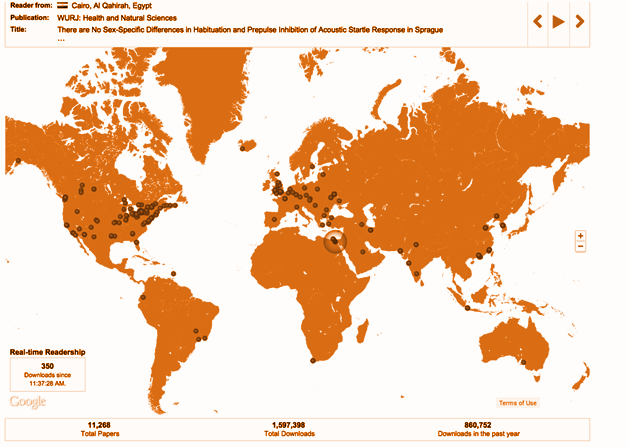 Reader from: Cairo, Al Qahirah, Egypt
Publication: WURJ: Health and Natural Sciences
Title: There are No Sex-Specific Differences in Habituation and Prepulse Inhibition of Acoustic Startle Response in Sprague
...
+
−
Real-time Readership
350
Downloads since
11:37:28 AM.
Google
Terms of Use
11,268 1,597,398 860,752
Total Papers Total Downloads Downloads in the past year